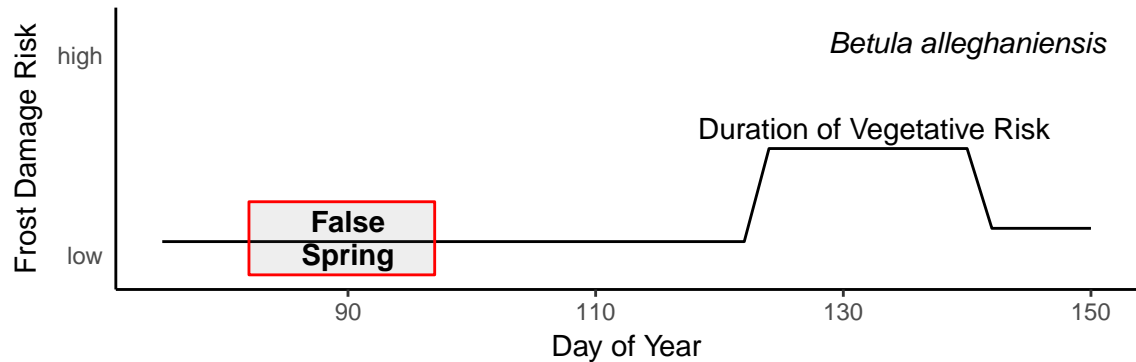 Frost Damage Risk
high
low
Betula alleghaniensis
Duration of Vegetative Risk
False
Spring
90
110
130
150
Day of Year